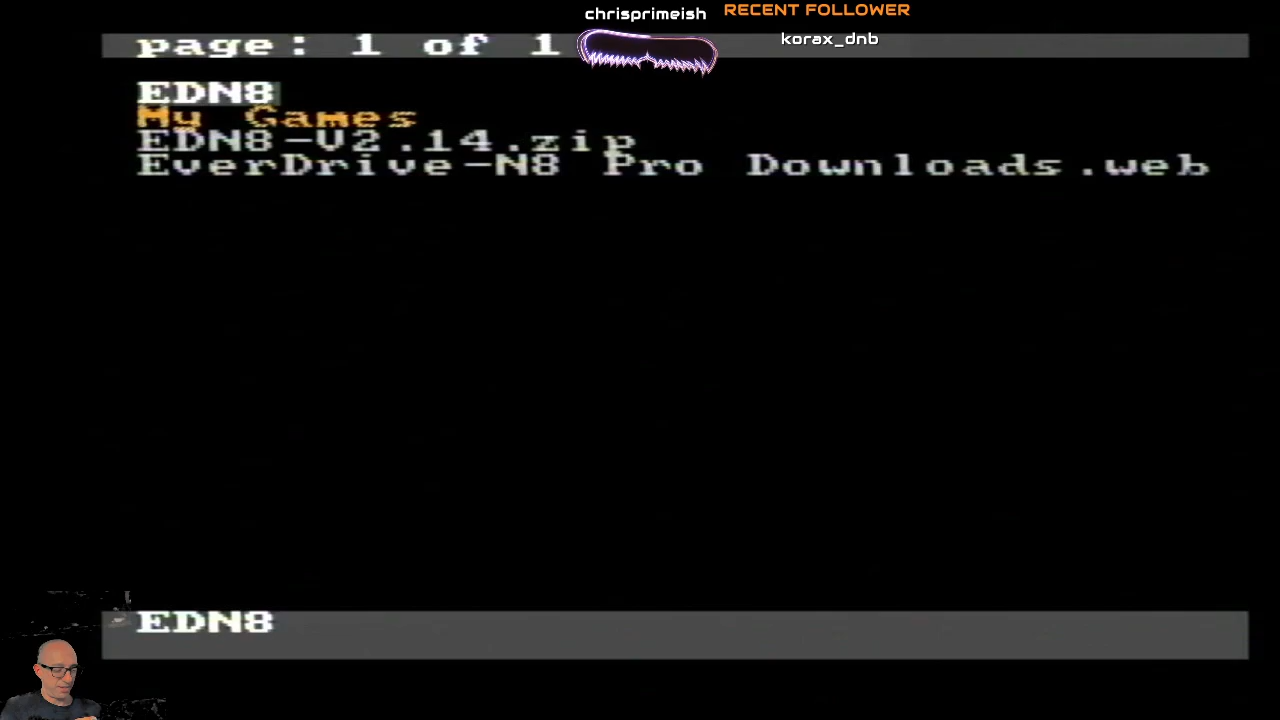 chrisprimeish
RECENT FOLLOWER
korax_dnb
page: 1 of 1
EDN8
My Games
EDN8-V2.14.zip
EverDrive-N8 Pro Downloads.web
EDN8